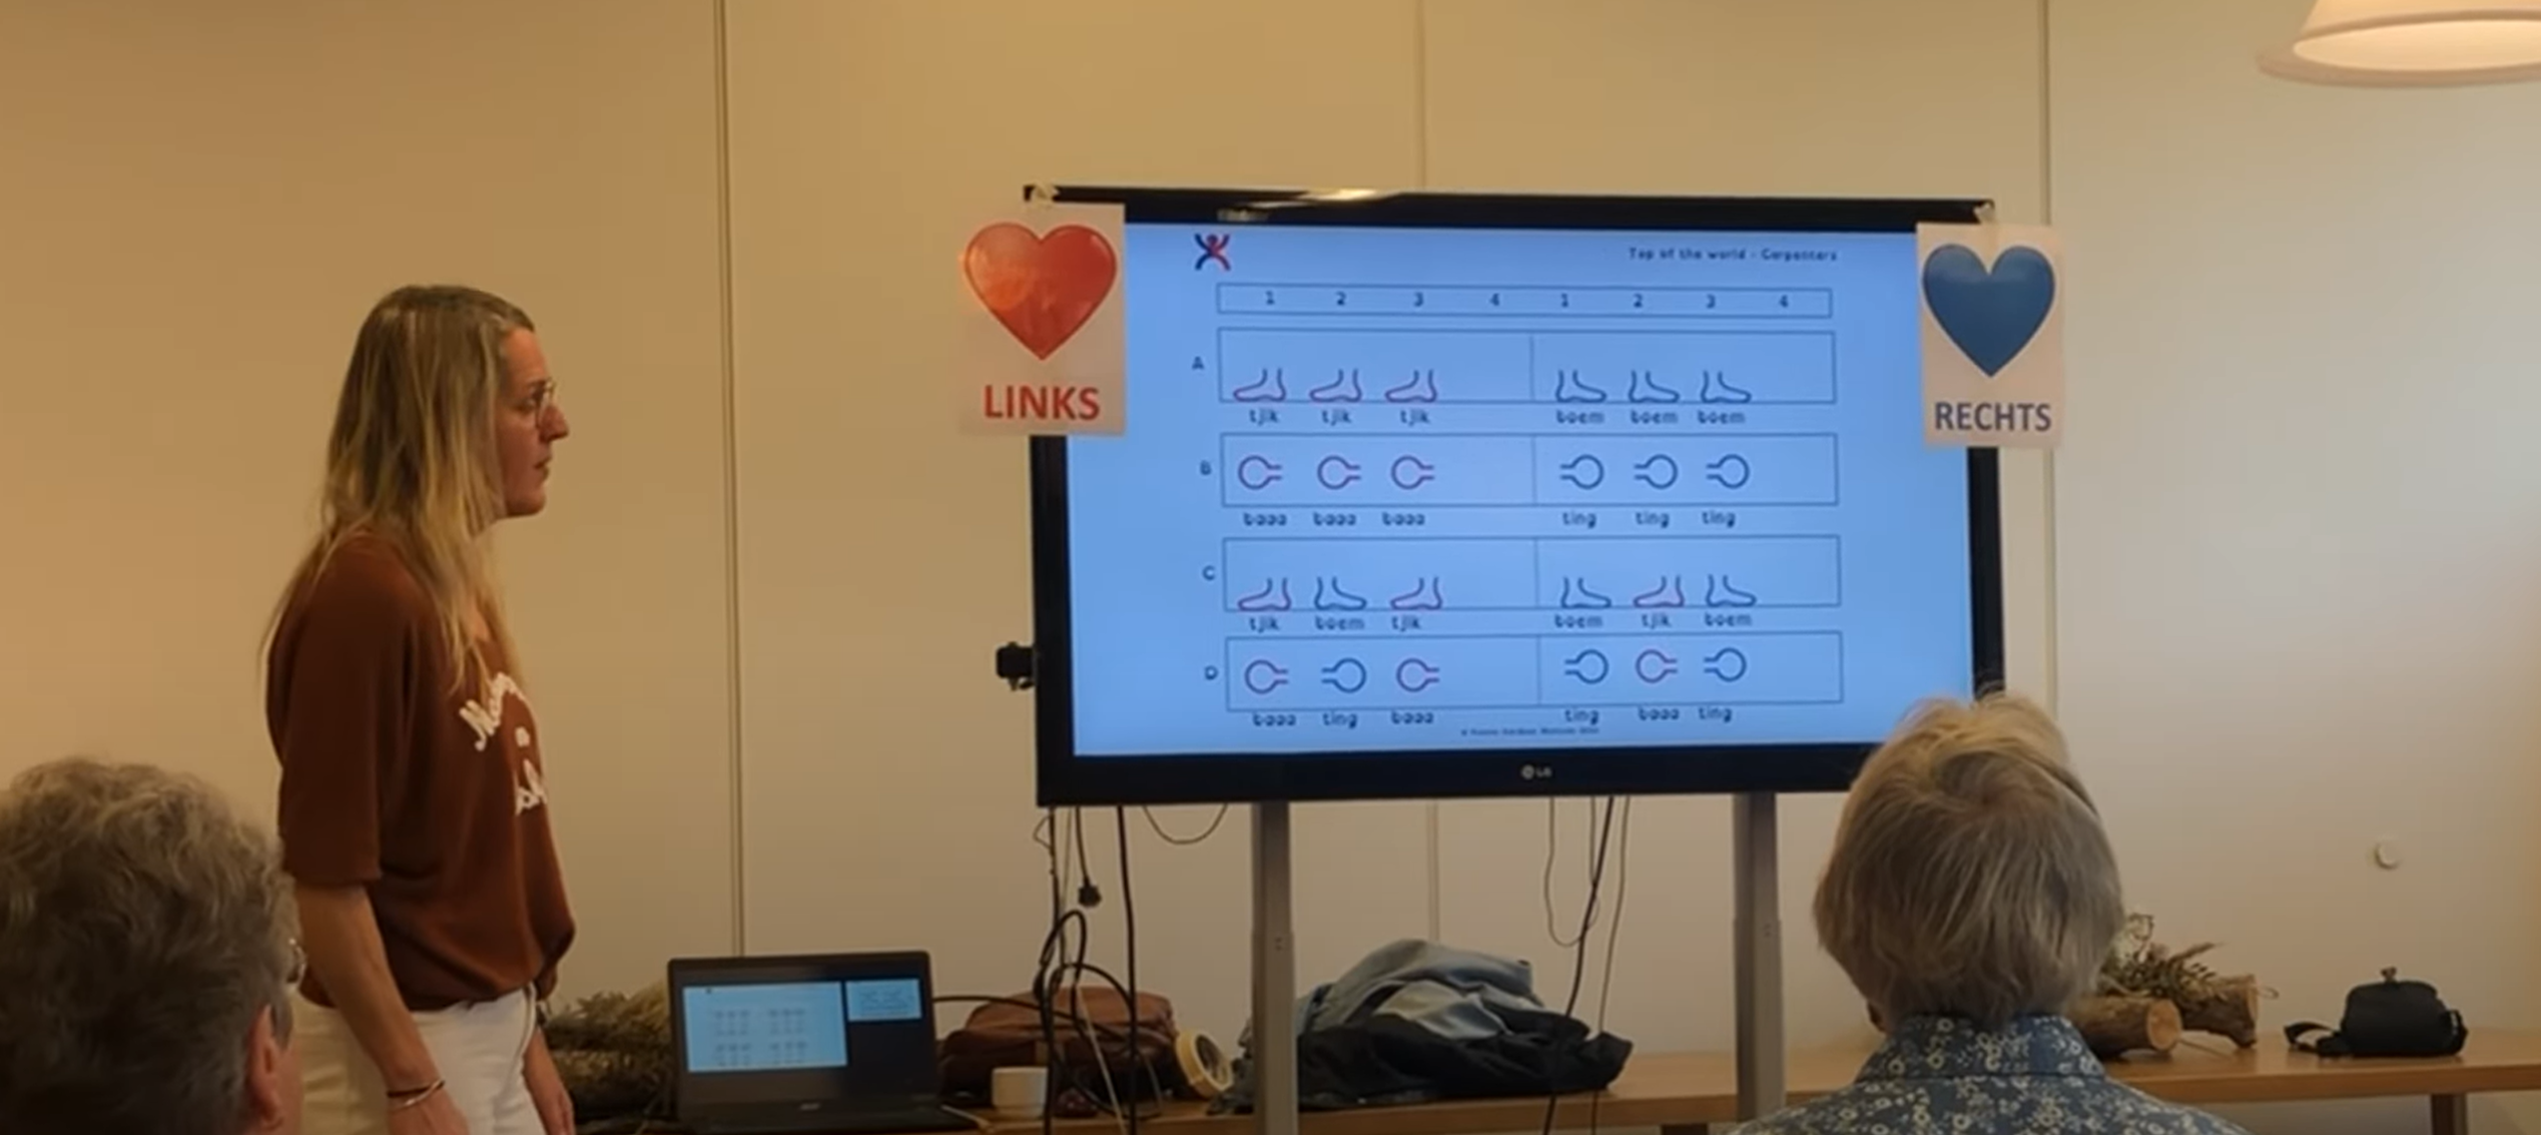 Top of the world - Carpenters
1 2 3 4 1 2 3 4
LINKS
RECHTS
A
tjik tjik tjik boem boem boem
B
baaa baaa baaa ting ting ting
C
tjik boem tjik boem tjik boem
D
baaa ting baaa ting baaa ting
LG